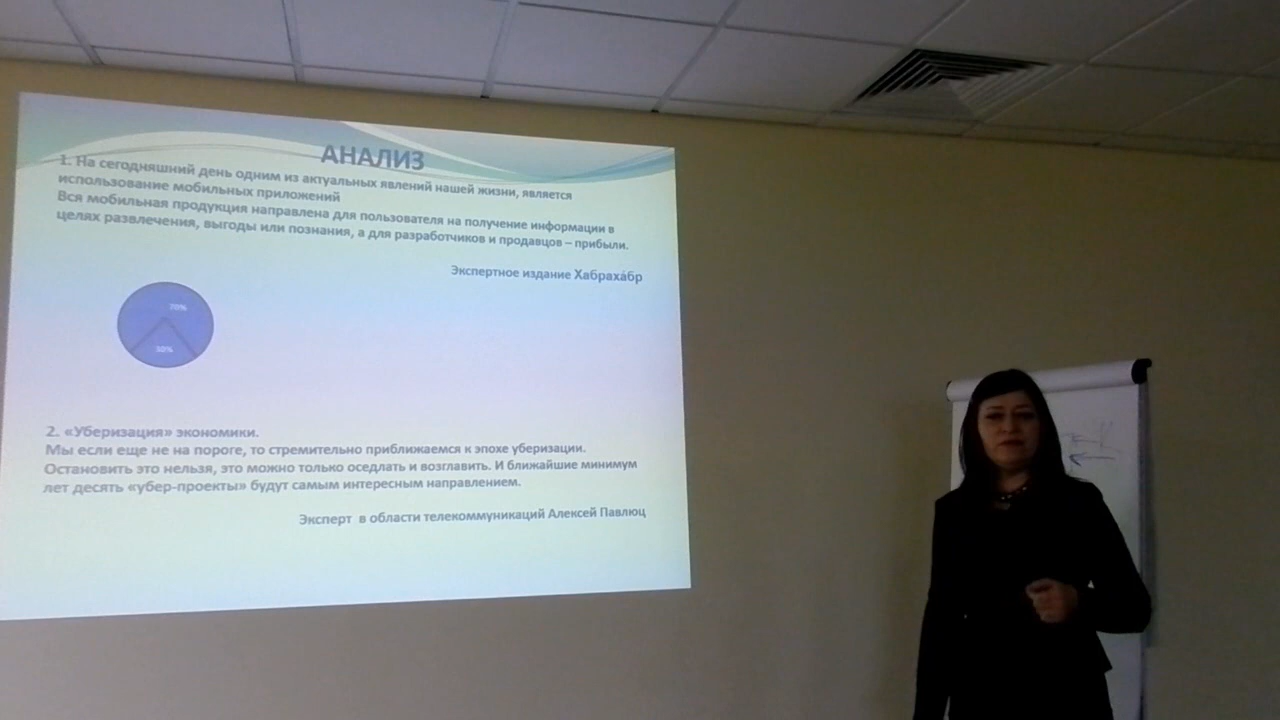 АНАЛИЗ
1. На сегодняшний день одним из актуальных явлений нашей жизни, является
использование мобильных приложений
Вся мобильная продукция направлена для пользователя на получение информации в
целях развлечения, выгоды или познания, а для разработчиков и продавцов – прибыли.
Экспертное издание Хабраха́бр
70%
30%
2. «Уберизация» экономики.
Мы если еще не на пороге, то стремительно приближаемся к эпохе уберизации.
Остановить это нельзя, это можно только оседлать и возглавить. И ближайшие минимум
лет десять «убер-проекты» будут самым интересным направлением.
Эксперт в области телекоммуникаций Алексей Павлюц